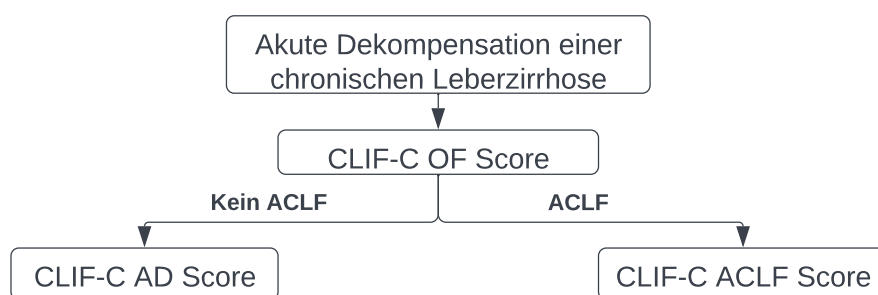 Akute Dekompensation einer
chronischen Leberzirrhose
CLIF-C OF Score
Kein ACLF
ACLF
CLIF-C AD Score
CLIF-C ACLF Score